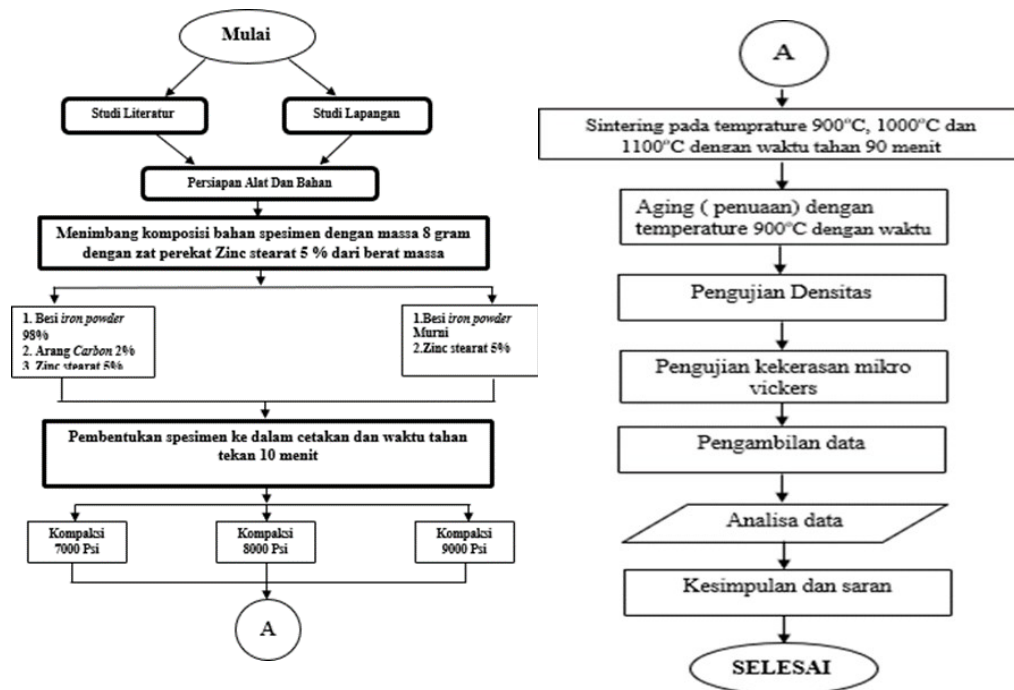 Mulai
Studi Literatur
Studi Lapangan
Persiapan Alat Dan Bahan
Menimbang komposisi bahan spesimen dengan massa 8 gram
dengan zat perekat Zinc stearat 5 % dari berat massa
1. Besi iron powder
98%
2. Arang Carbon 2%
3. Zinc stearat 5%
1.Besi iron powder
Murni
2.Zinc stearat 5%
Pembentukan spesimen ke dalam cetakan dan waktu tahan
tekan 10 menit
Kompaksi
7000 Psi
Kompaksi
8000 Psi
Kompaksi
9000 Psi
A
A
Sintering pada temprature 900°C, 1000°C dan
1100°C dengan waktu tahan 90 menit
Aging ( penuaan) dengan
temperature 900°C dengan waktu
Pengujian Densitas
Pengujian kekerasan mikro
vickers
Pengambilan data
Analisa data
Kesimpulan dan saran
SELESAI